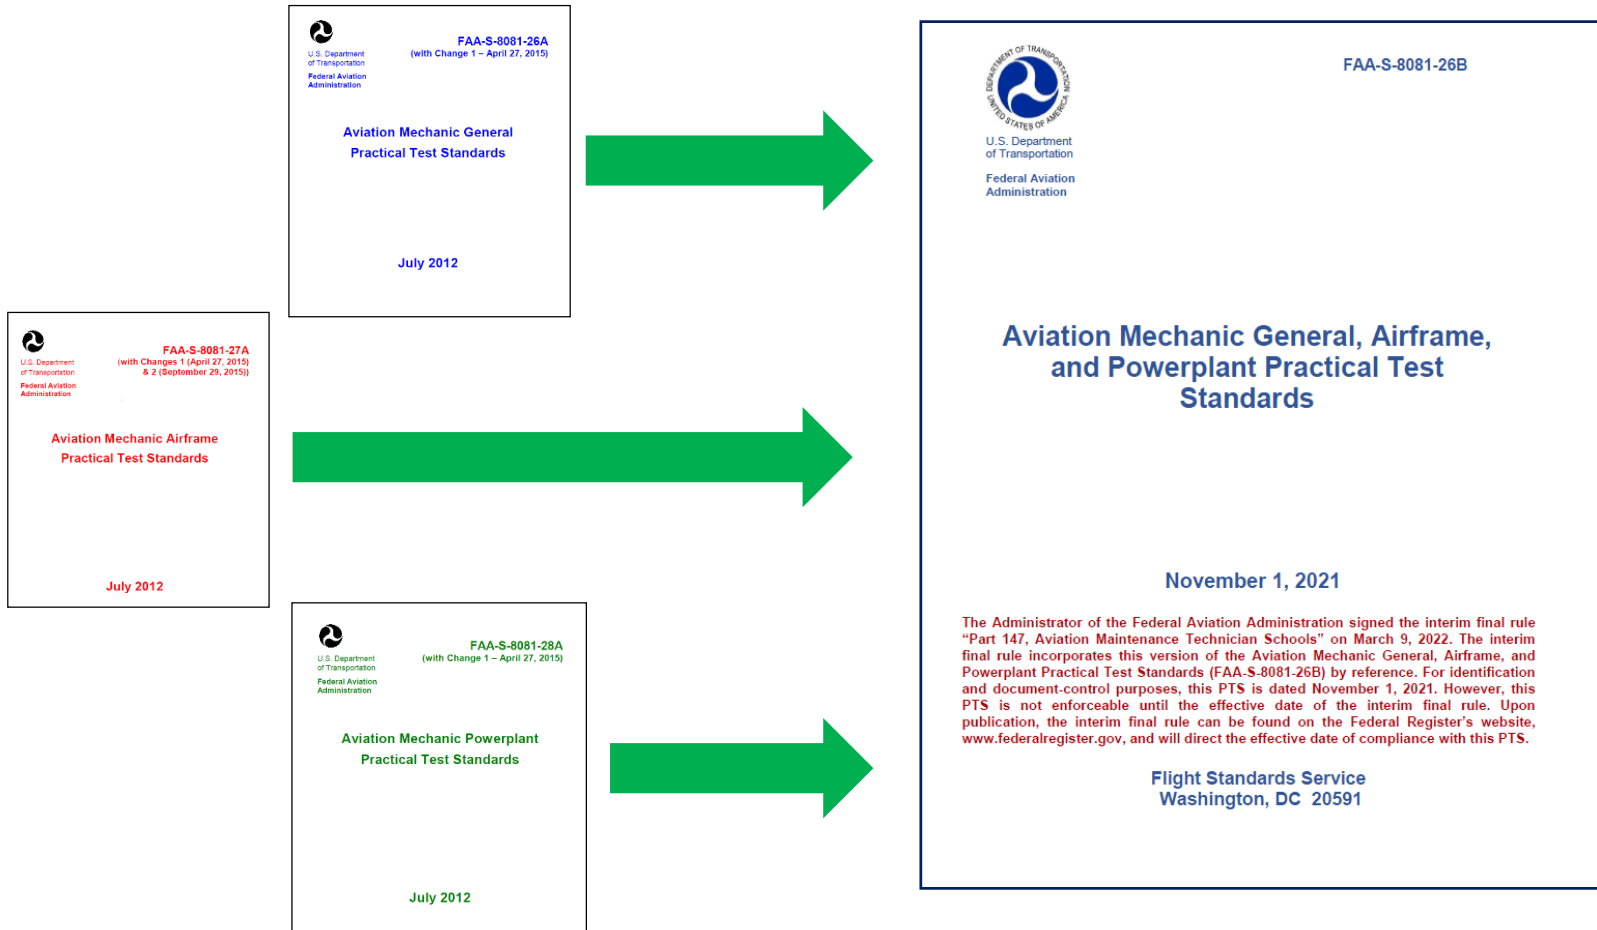 U.S. Department
of Transportation
Federal Aviation
Administration
FAA-S-8081-26A
(with Change 1 – April 27, 2015)
Aviation Mechanic General
Practical Test Standards
July 2012
U.S. Department
of Transportation
Federal Aviation
Administration
FAA-S-8081-27A
(with Changes 1 (April 27, 2015)
& 2 (September 29, 2015))
Aviation Mechanic Airframe
Practical Test Standards
July 2012
U.S. Department
of Transportation
Federal Aviation
Administration
FAA-S-8081-28A
(with Change 1 – April 27, 2015)
Aviation Mechanic Powerplant
Practical Test Standards
July 2012
DEPARTMENT OF TRANSPORTATION
UNITED STATES OF AMERICA
U.S. Department
of Transportation
Federal Aviation
Administration
FAA-S-8081-26B
Aviation Mechanic General, Airframe,
and Powerplant Practical Test
Standards
November 1, 2021
The Administrator of the Federal Aviation Administration signed the interim final rule
“Part 147, Aviation Maintenance Technician Schools” on March 9, 2022. The interim
final rule incorporates this version of the Aviation Mechanic General, Airframe, and
Powerplant Practical Test Standards (FAA-S-8081-26B) by reference. For identification
and document-control purposes, this PTS is dated November 1, 2021. However, this
PTS is not enforceable until the effective date of the interim final rule. Upon
publication, the interim final rule can be found on the Federal Register’s website,
www.federalregister.gov, and will direct the effective date of compliance with this PTS.
Flight Standards Service
Washington, DC 20591